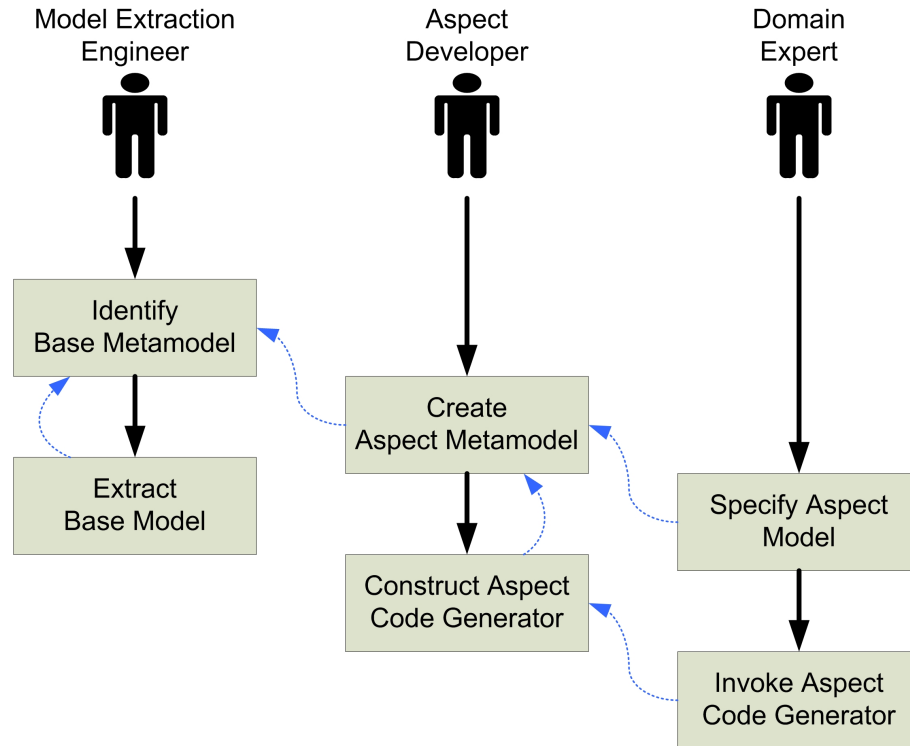 Model Extraction
Engineer
Aspect
Developer
Domain
Expert
Identify
Base Metamodel
Extract
Base Model
Create
Aspect Metamodel
Construct Aspect
Code Generator
Specify Aspect
Model
Invoke Aspect
Code Generator